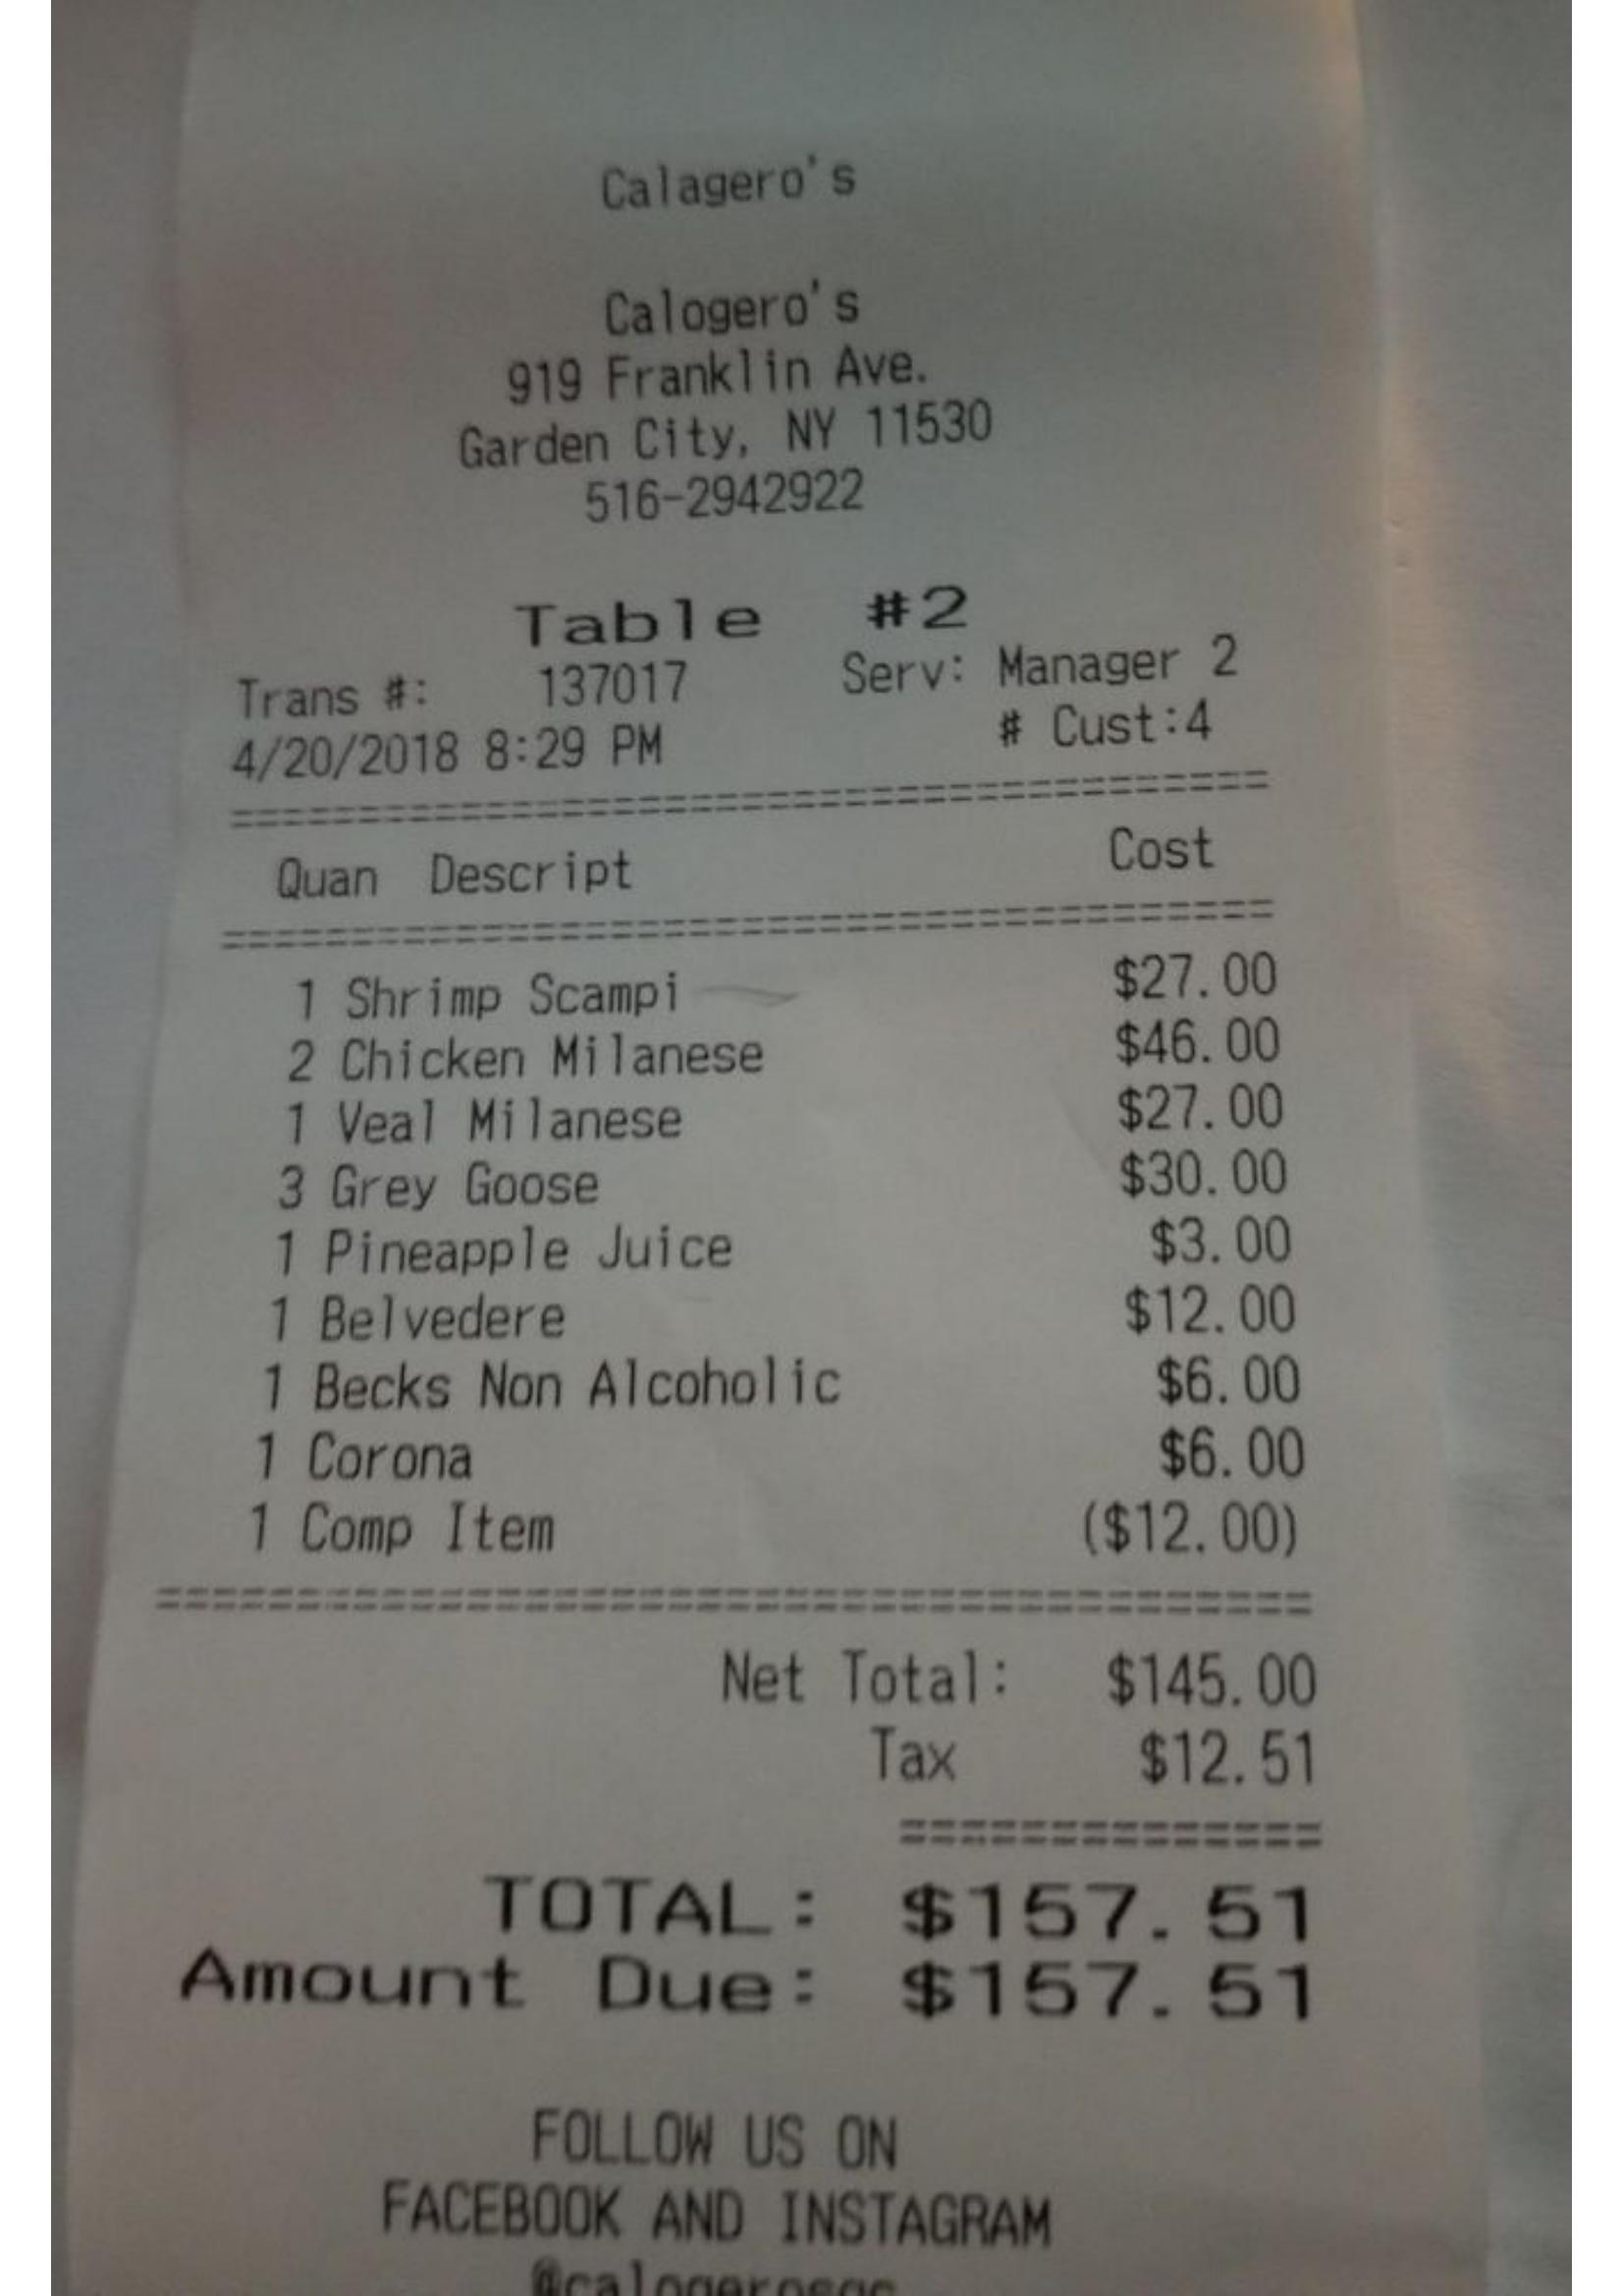 Calagero's
Calogero's
919 Franklin Ave.
Garden City, NY 11530
516-2942922
Table #2
Trans #: 137017 Serv: Manager 2
4/20/2018 8:29 PM # Cust:4
========================================
Quan Descript Cost
========================================
1 Shrimp Scampi $27.00
2 Chicken Milanese $46.00
1 Veal Milanese $27.00
3 Grey Goose $30.00
1 Pineapple Juice $3.00
1 Belvedere $12.00
1 Becks Non Alcoholic $6.00
1 Corona $6.00
1 Comp Item ($12.00)
========================================
Net Total: $145.00
Tax $12.51
==============
TOTAL: $157.51
Amount Due: $157.51
FOLLOW US ON
FACEBOOK AND INSTAGRAM